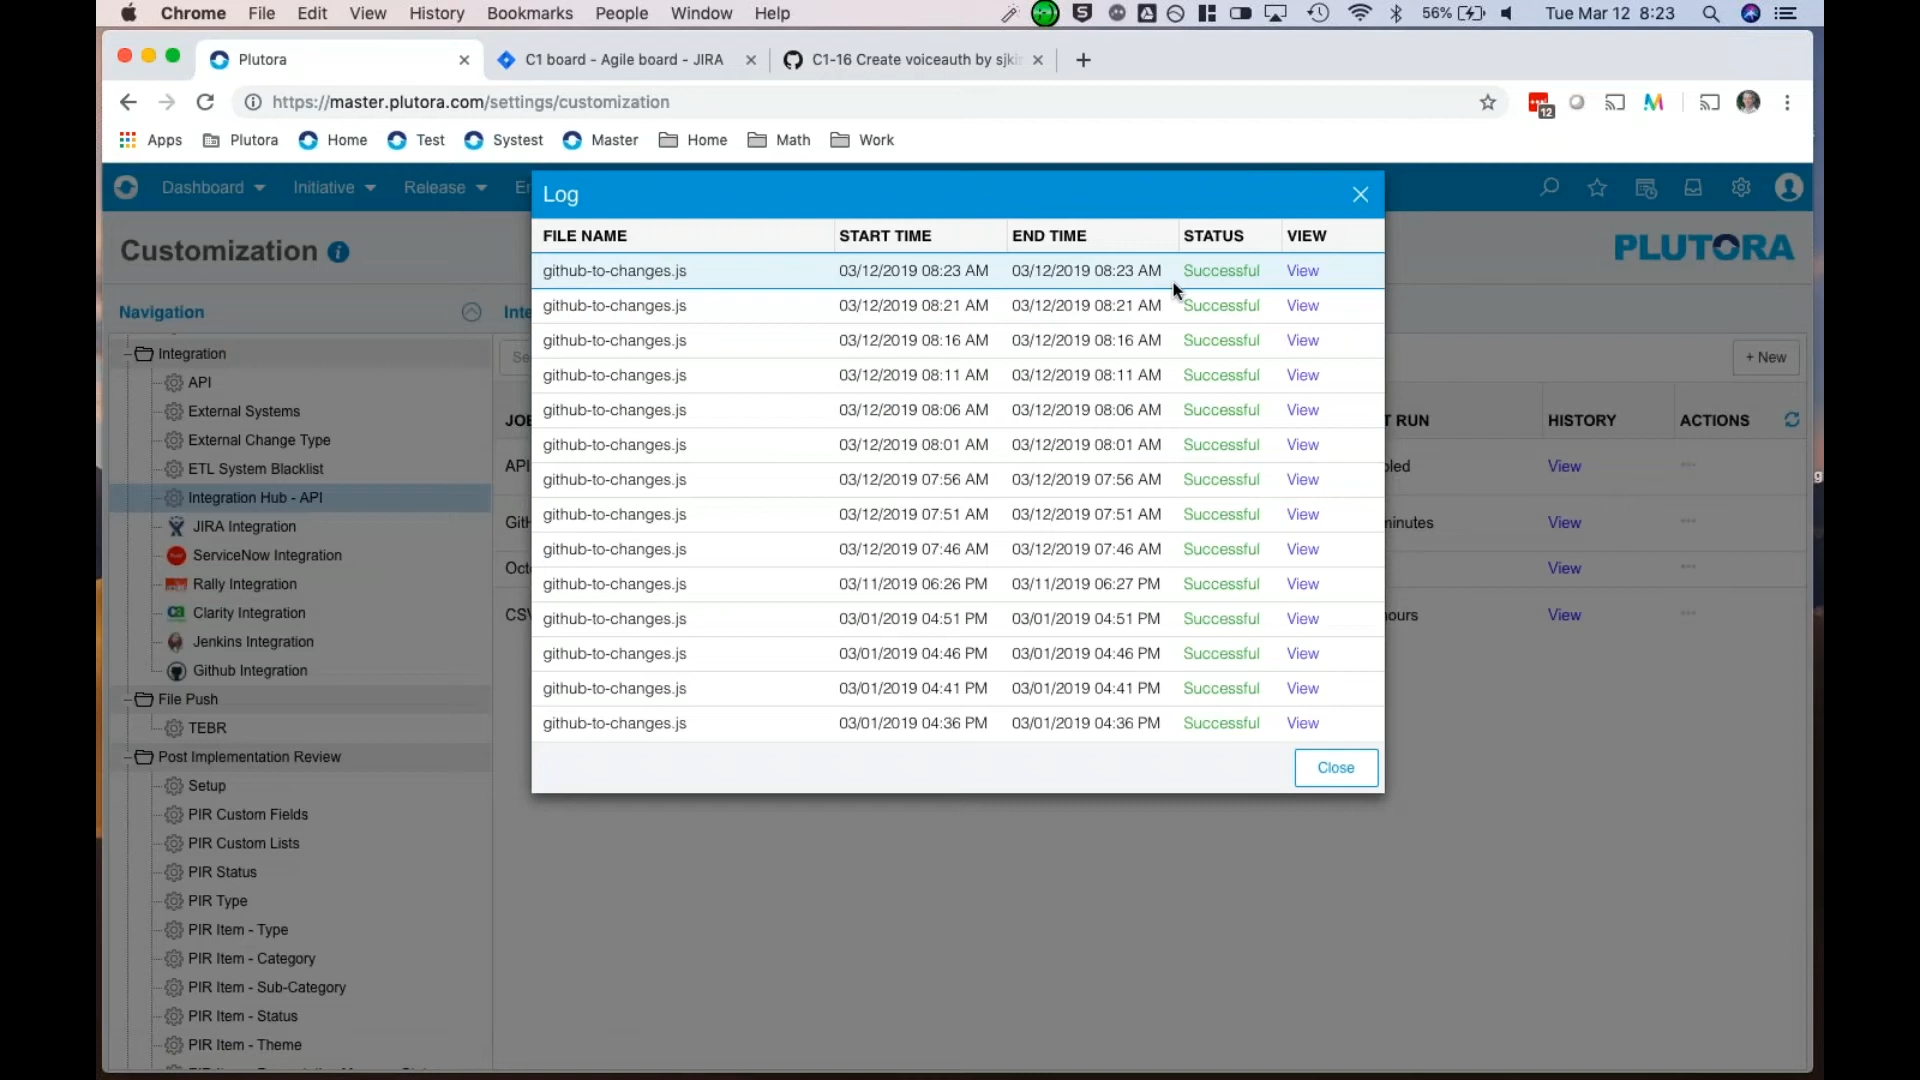 Chrome File Edit View History Bookmarks People Window Help 56% Tue Mar 12 8:23
Plutora
C1 board - Agile board - JIRA
C1-16 Create voiceauth by
https://master.plutora.com/settings/customization
12
Apps Plutora Home Test Systest Master Home Math Work
Dashboard Initiative Release
Customization
PLUTORA
Navigation
Integration
API
External Systems
External Change Type
ETL System Blacklist
Integration Hub - API
JIRA Integration
ServiceNow Integration
Rally Integration
Clarity Integration
Jenkins Integration
Github Integration
File Push
TEBR
Post Implementation Review
Setup
PIR Custom Fields
PIR Custom Lists
PIR Status
PIR Type
PIR Item - Type
PIR Item - Category
PIR Item - Sub-Category
PIR Item - Status
PIR Item - Theme
Log
FILE NAME START TIME END TIME STATUS VIEW
github-to-changes.js 03/12/2019 08:23 AM 03/12/2019 08:23 AM Successful View
github-to-changes.js 03/12/2019 08:21 AM 03/12/2019 08:21 AM Successful View
github-to-changes.js 03/12/2019 08:16 AM 03/12/2019 08:16 AM Successful View
github-to-changes.js 03/12/2019 08:11 AM 03/12/2019 08:11 AM Successful View
github-to-changes.js 03/12/2019 08:06 AM 03/12/2019 08:06 AM Successful View
github-to-changes.js 03/12/2019 08:01 AM 03/12/2019 08:01 AM Successful View
github-to-changes.js 03/12/2019 07:56 AM 03/12/2019 07:56 AM Successful View
github-to-changes.js 03/12/2019 07:51 AM 03/12/2019 07:51 AM Successful View
github-to-changes.js 03/12/2019 07:46 AM 03/12/2019 07:46 AM Successful View
github-to-changes.js 03/11/2019 06:26 PM 03/11/2019 06:27 PM Successful View
github-to-changes.js 03/01/2019 04:51 PM 03/01/2019 04:51 PM Successful View
github-to-changes.js 03/01/2019 04:46 PM 03/01/2019 04:46 PM Successful View
github-to-changes.js 03/01/2019 04:41 PM 03/01/2019 04:41 PM Successful View
github-to-changes.js 03/01/2019 04:36 PM 03/01/2019 04:36 PM Successful View
Close
+ New
RUN HISTORY ACTIONS
View
View
View
View